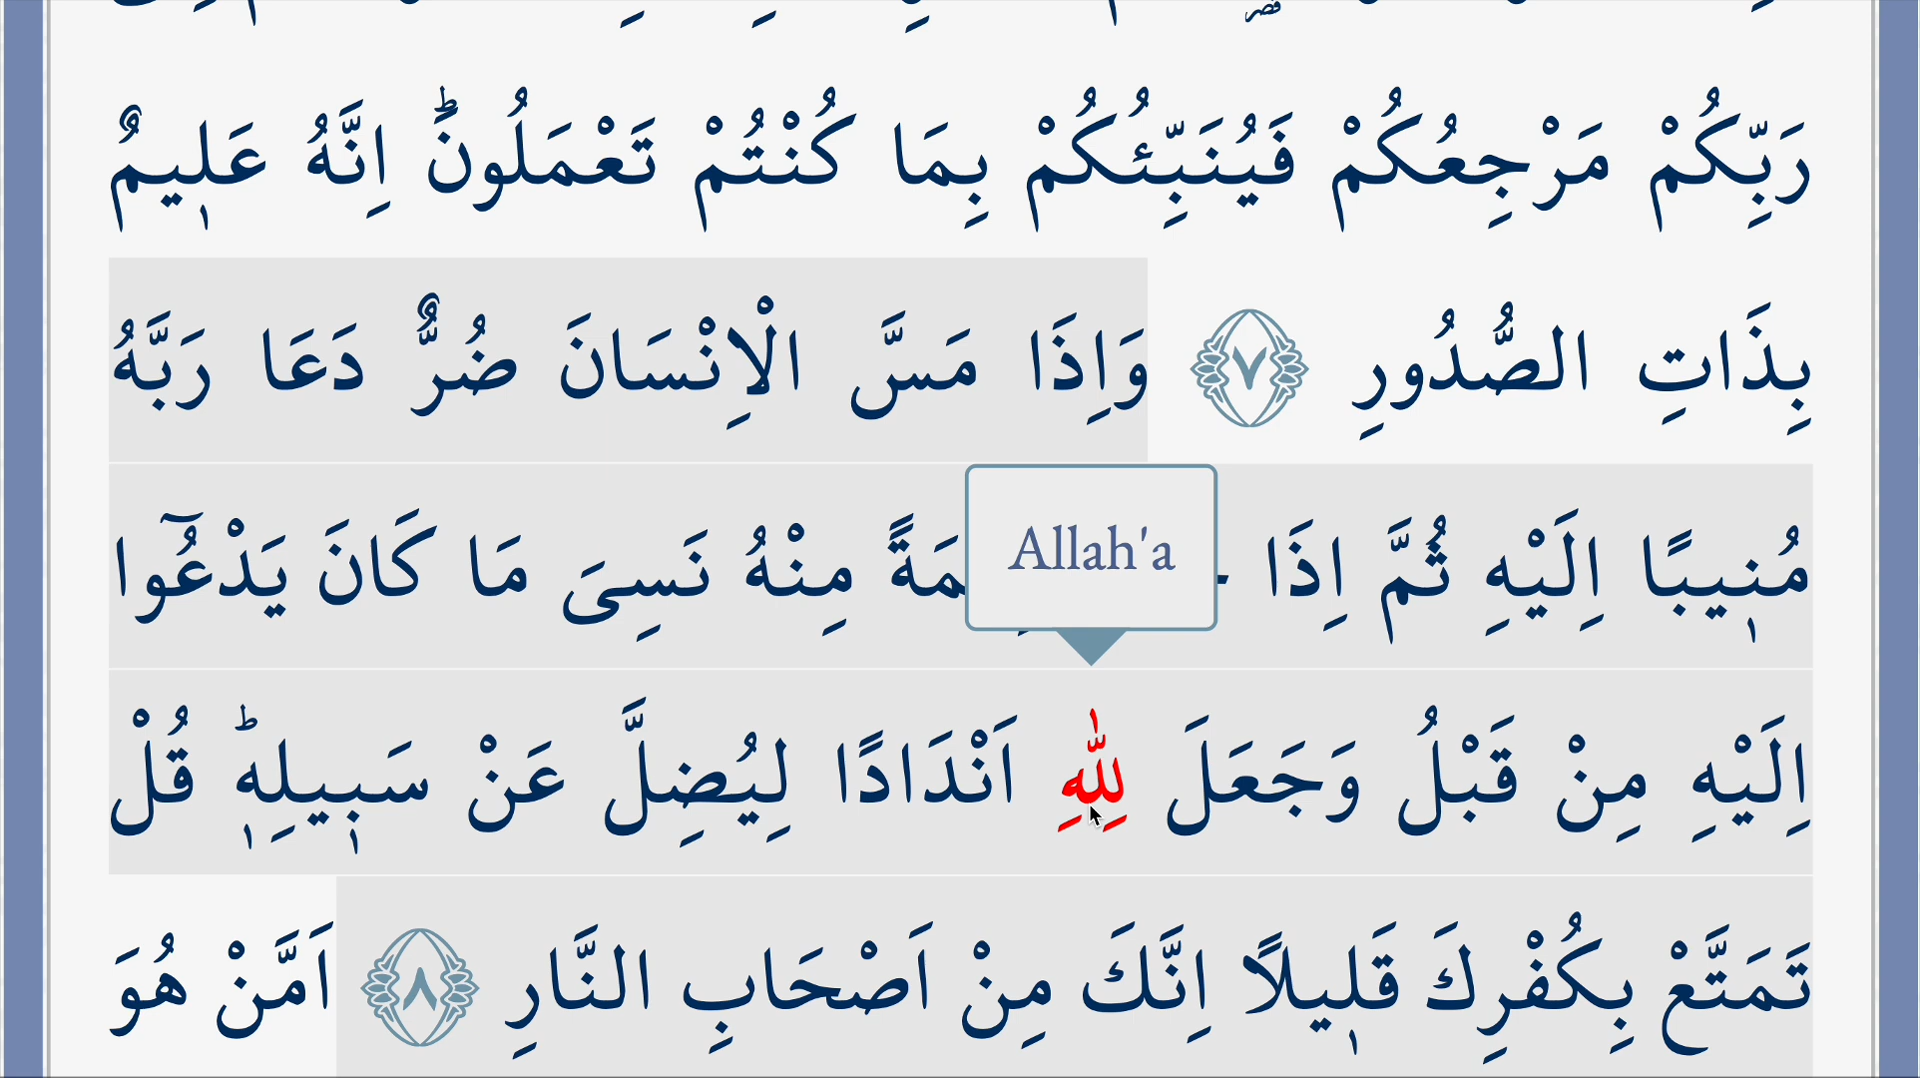 رَبِّكُمْ مَرْجِعُكُمْ فَيُنَبِّئُكُمْ بِمَا كُنْتُمْ تَعْمَلُونَۜ اِنَّهُ عَلٖيمٌ
بِذَاتِ الصُّدُورِ ﴿٧﴾ وَاِذَا مَسَّ الْاِنْسَانَ ضُرٌّ دَعَا رَبَّهُ
مُنٖيبًا اِلَيْهِ ثُمَّ اِذَا مِنْهُ نَسِىَ مَا كَانَ يَدْعُٓوا
Allah'a
اِلَيْهِ مِنْ قَبْلُ وَجَعَلَ لِلّٰهِ اَنْدَادًا لِيُضِلَّ عَنْ سَبٖيلِهٖؕ قُلْ
تَمَتَّعْ بِكُفْرِكَ قَلٖيلًا اِنَّكَ مِنْ اَصْحَابِ النَّارِ ﴿٨﴾ اَمَّنْ هُوَ